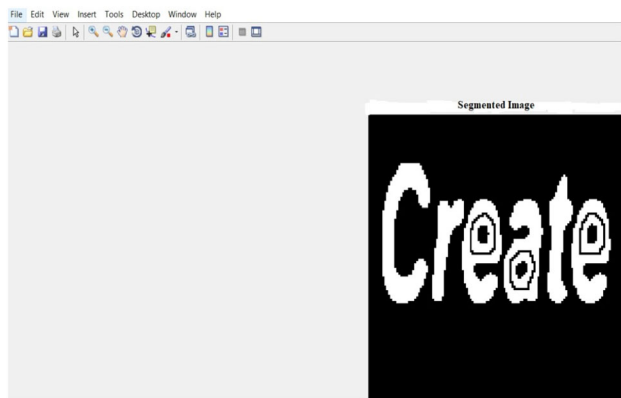 File Edit View Insert Tools Desktop Window Help
Segmented Image
Create